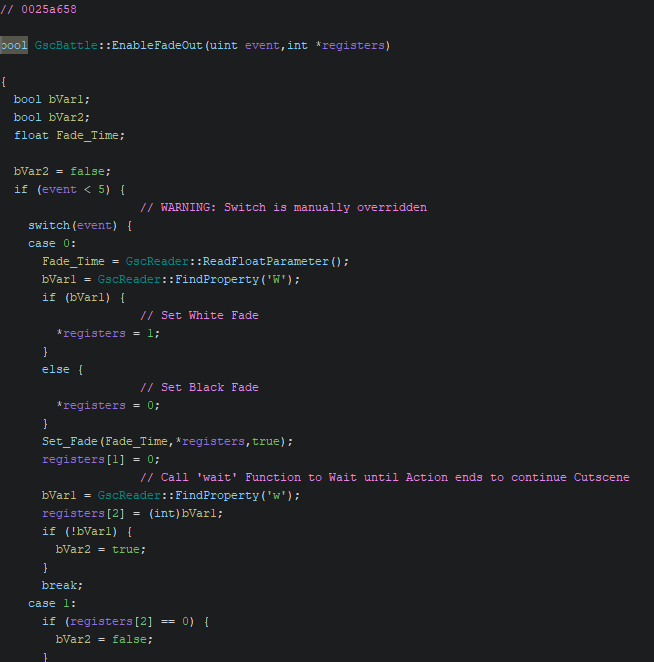 // 0025a658
bool GscBattle::EnableFadeOut(uint event,int *registers)
{
bool bVar1;
bool bVar2;
float Fade_Time;
bVar2 = false;
if (event < 5) {
// WARNING: Switch is manually overridden
switch(event) {
case 0:
Fade_Time = GscReader::ReadFloatParameter();
bVar1 = GscReader::FindProperty('W');
if (bVar1) {
// Set White Fade
*registers = 1;
}
else {
// Set Black Fade
*registers = 0;
}
Set_Fade(Fade_Time,*registers,true);
registers[1] = 0;
// Call 'wait' Function to Wait until Action ends to continue Cutscene
bVar1 = GscReader::FindProperty('w');
registers[2] = (int)bVar1;
if (!bVar1) {
bVar2 = true;
}
break;
case 1:
if (registers[2] == 0) {
bVar2 = false;
}